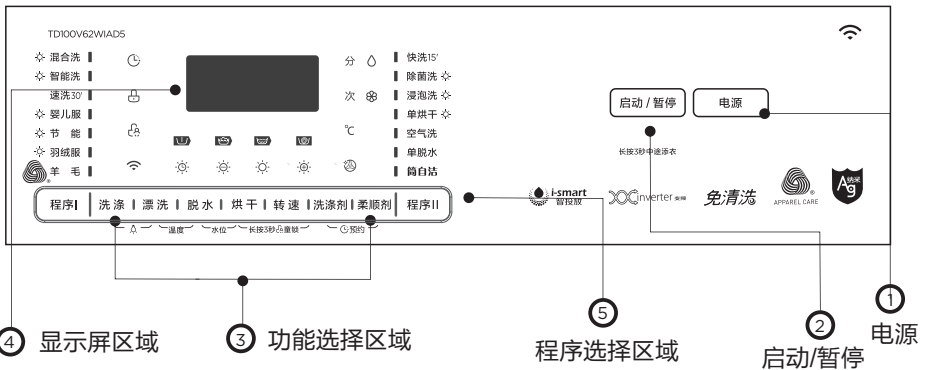 TD100V62WIAD5
混合洗
智能洗
速洗30'
婴儿服
节 能
羽绒服
羊 毛
分
次
℃
快洗15'
除菌洗
浸泡洗
单烘干
空气洗
单脱水
筒自洁
程序I 洗涤 漂洗 脱水 烘干 转速 洗涤剂 柔顺剂 程序II
温度 水位 长按3秒童锁 预约
启动/暂停 电源
长按3秒中途添衣
i-smart
智投放
inverter 变频
免清洗
APPAREL CARE
Ag 纳米
① 电源
② 启动/暂停
③ 功能选择区域
④ 显示屏区域
⑤ 程序选择区域